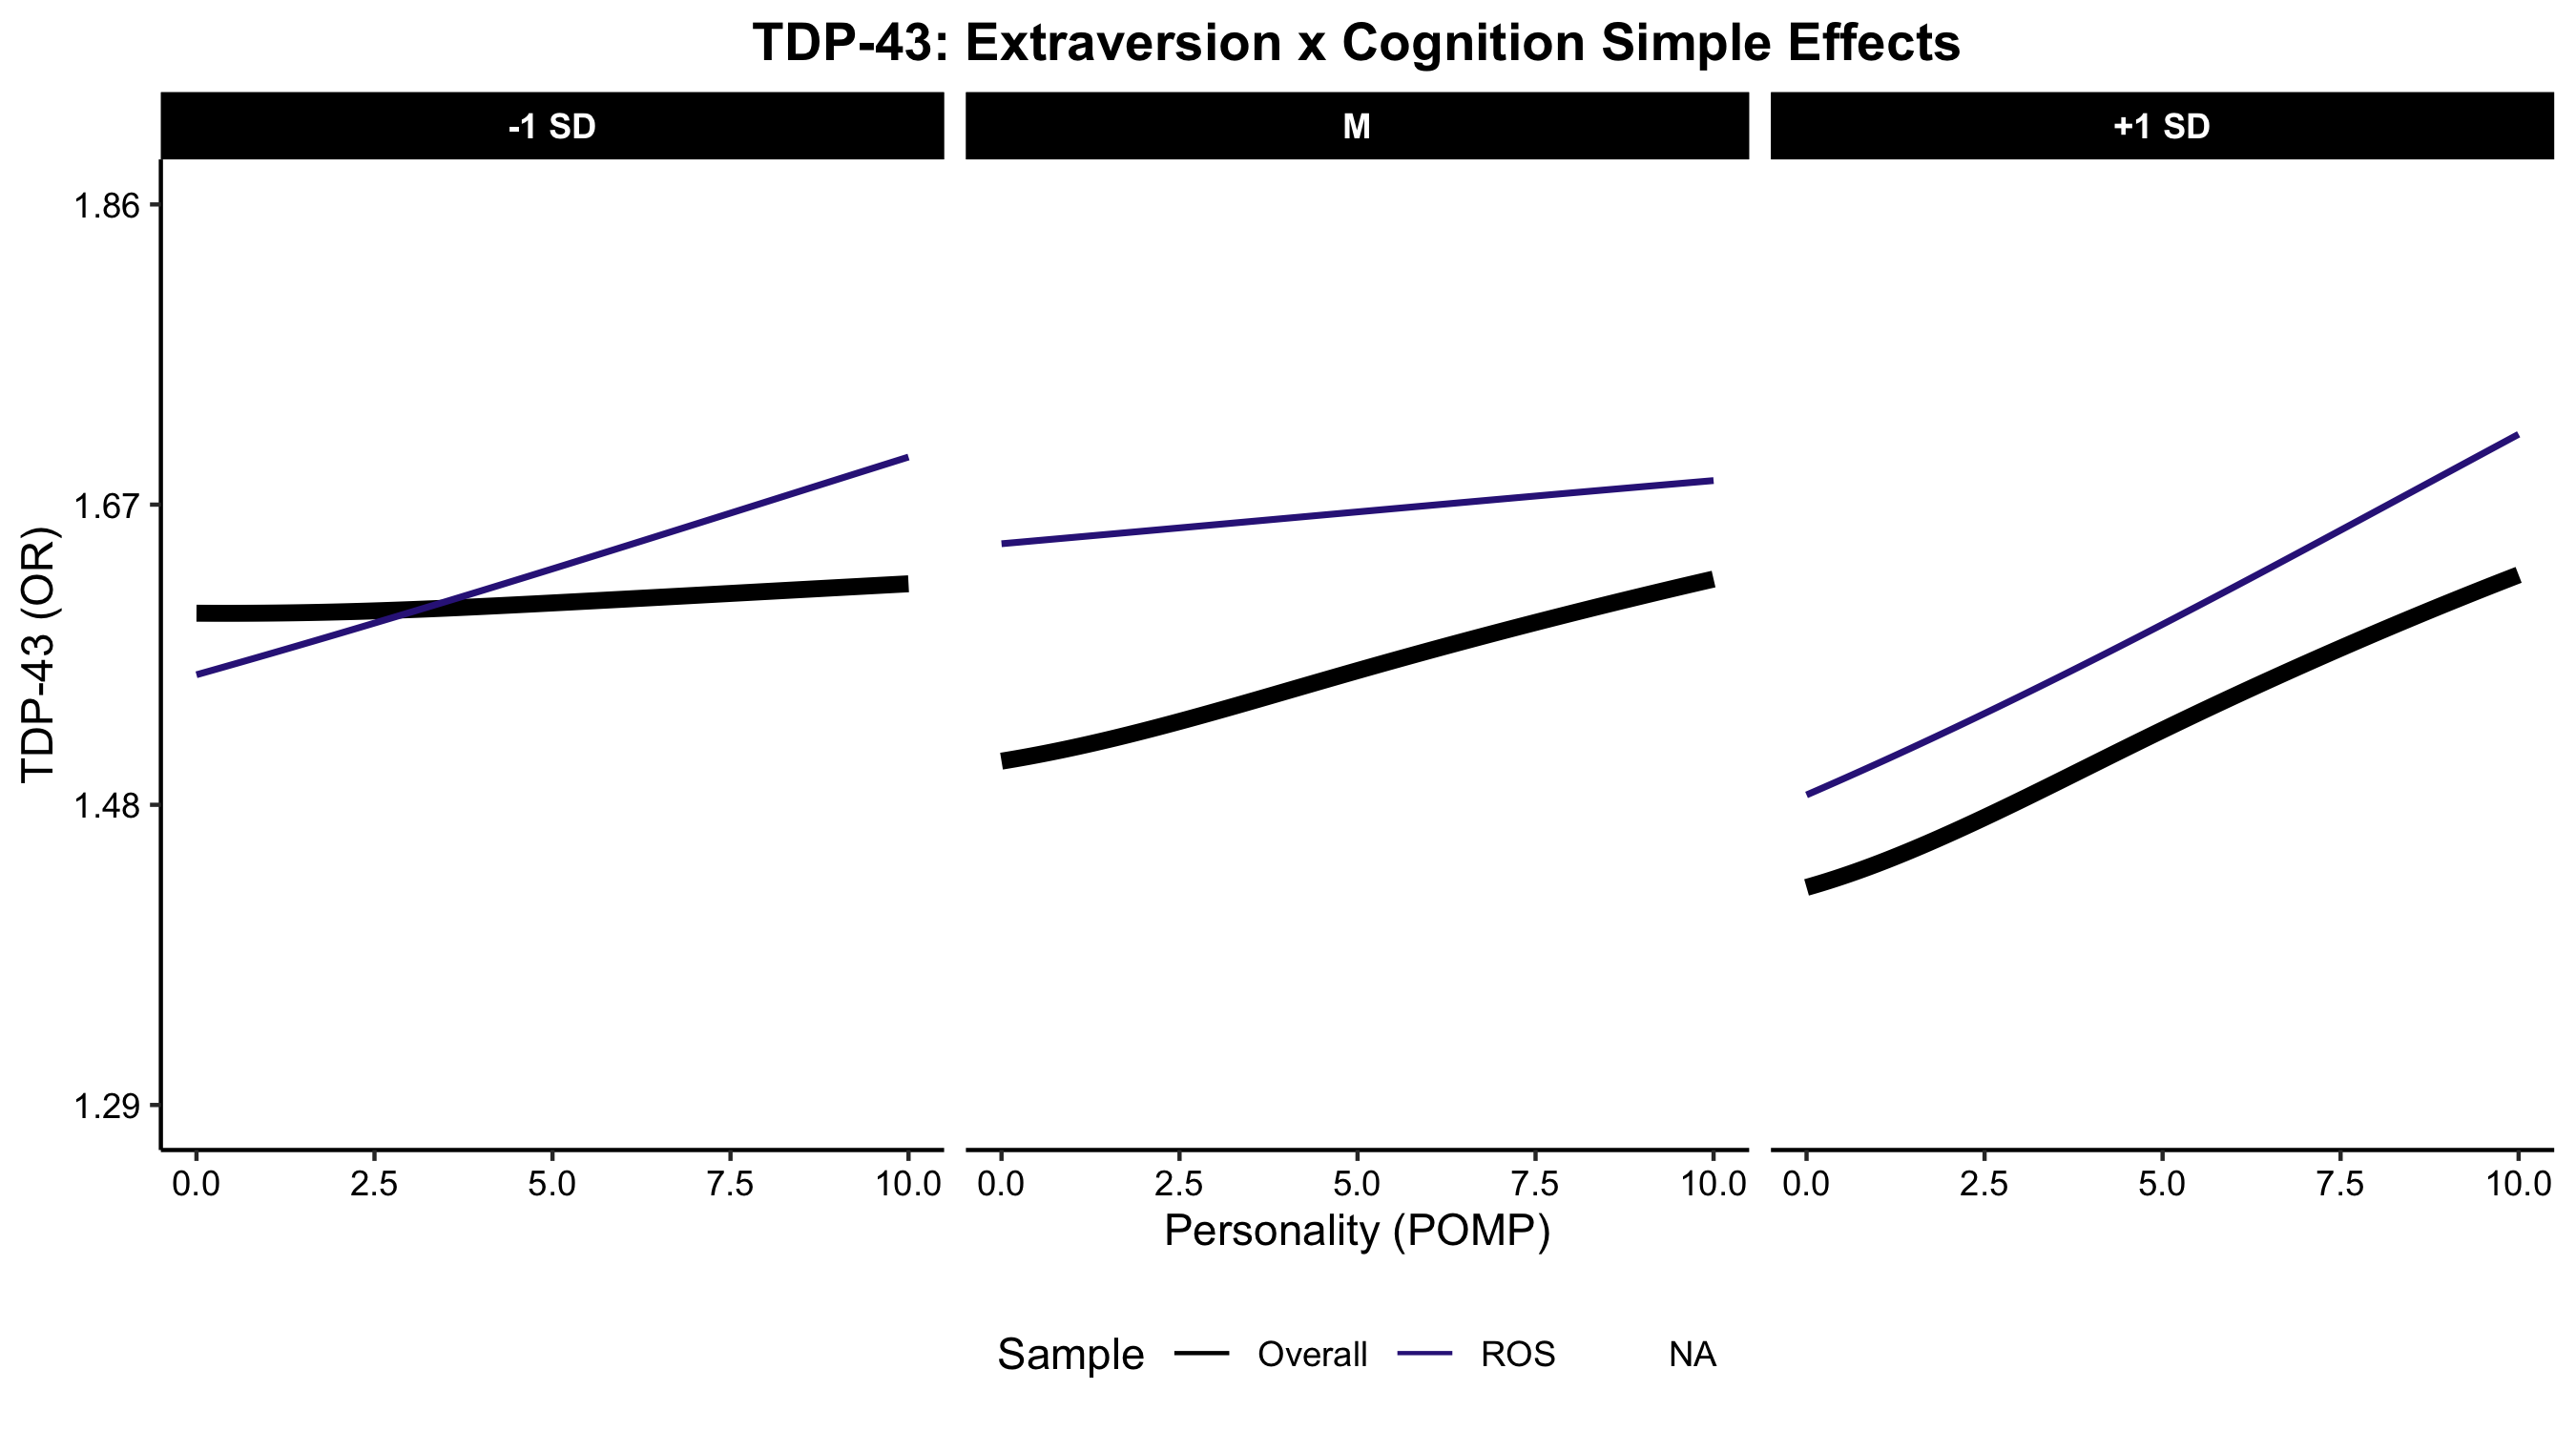 TDP-43: Extraversion x Cognition Simple Effects
-1 SD
M
+1 SD
TDP-43 (OR)
1.86
1.67
1.48
1.29
0.0 2.5 5.0 7.5 10.0
0.0 2.5 5.0 7.5 10.0
0.0 2.5 5.0 7.5 10.0
Personality (POMP)
Sample Overall ROS NA